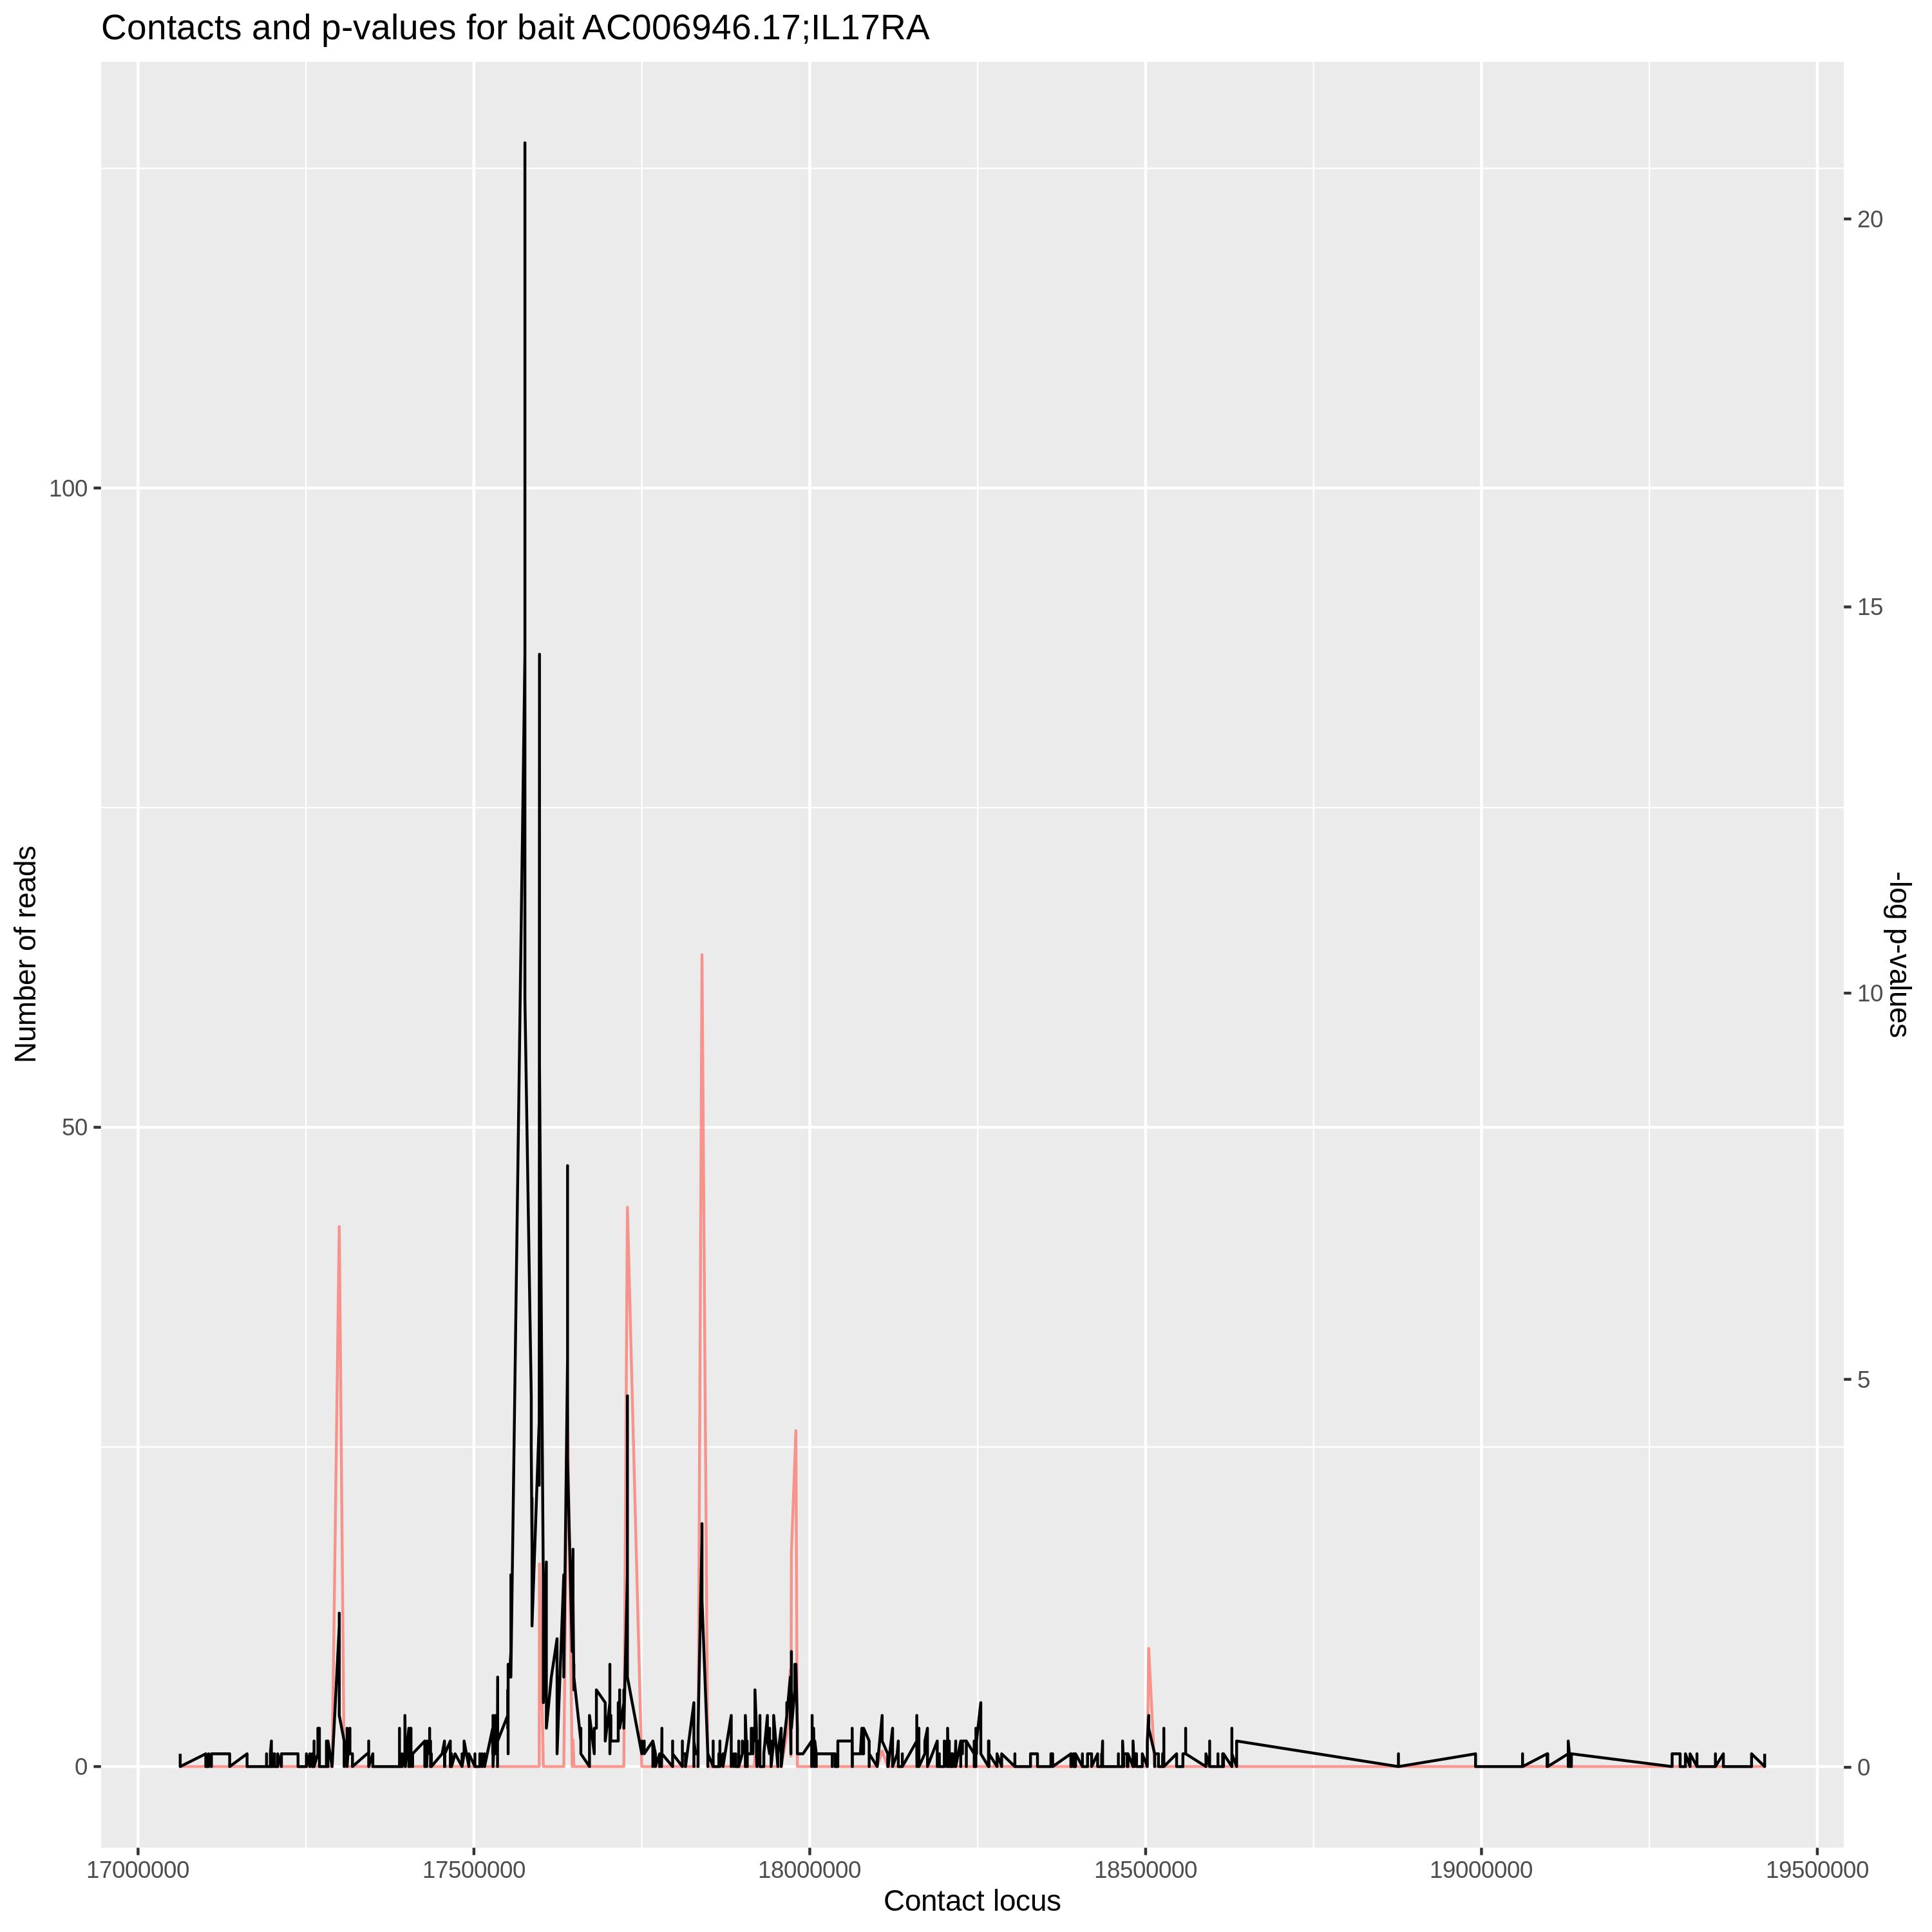 Contacts and p-values for bait AC006946.17;IL17RA
Number of reads
100
50
0
20
15
10
5
0
-log p-values
17000000 17500000 18000000 18500000 19000000 19500000
Contact locus